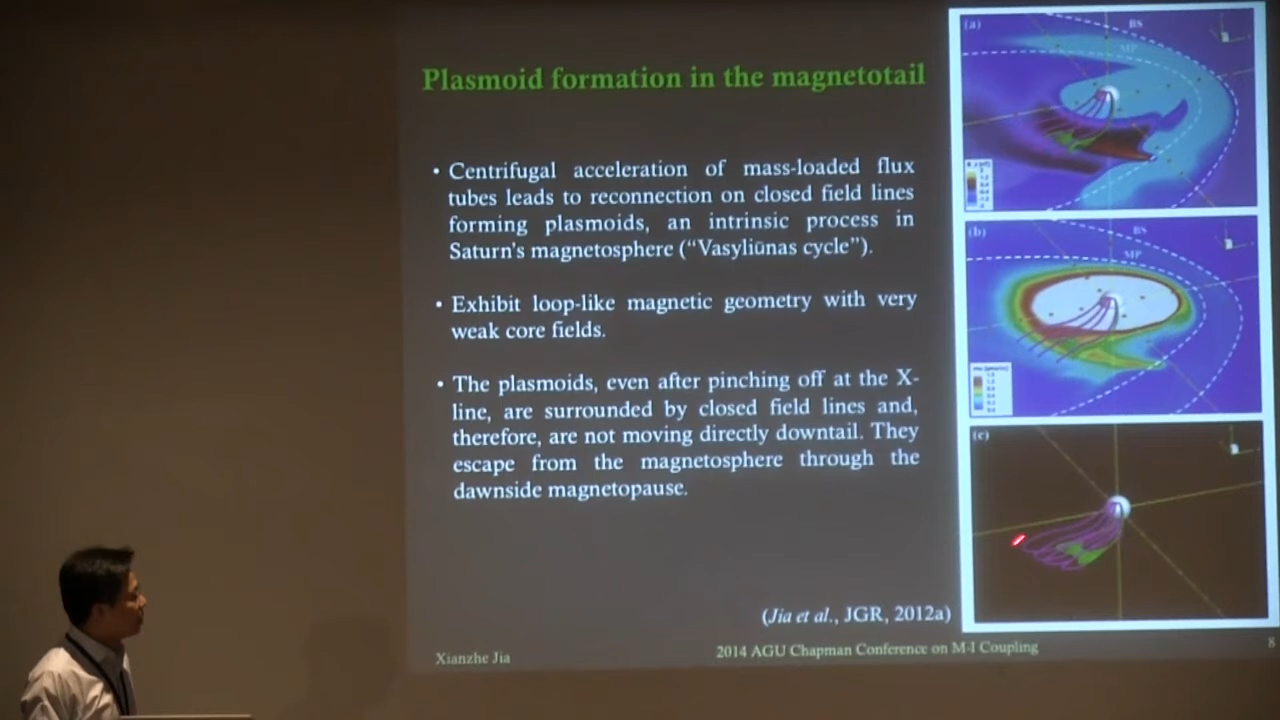 Plasmoid formation in the magnetotail
• Centrifugal acceleration of mass-loaded flux
tubes leads to reconnection on closed field lines
forming plasmoids, an intrinsic process in
Saturn's magnetosphere (“Vasyliūnas cycle”).
• Exhibit loop-like magnetic geometry with very
weak core fields.
• The plasmoids, even after pinching off at the X-
line, are surrounded by closed field lines and,
therefore, are not moving directly downtail. They
escape from the magnetosphere through the
dawnside magnetopause.
(Jia et al., JGR, 2012a)
Xianzhe Jia
2014 AGU Chapman Conference on M-I Coupling
8
(a)
BS
MP
(b)
BS
MP
(c)